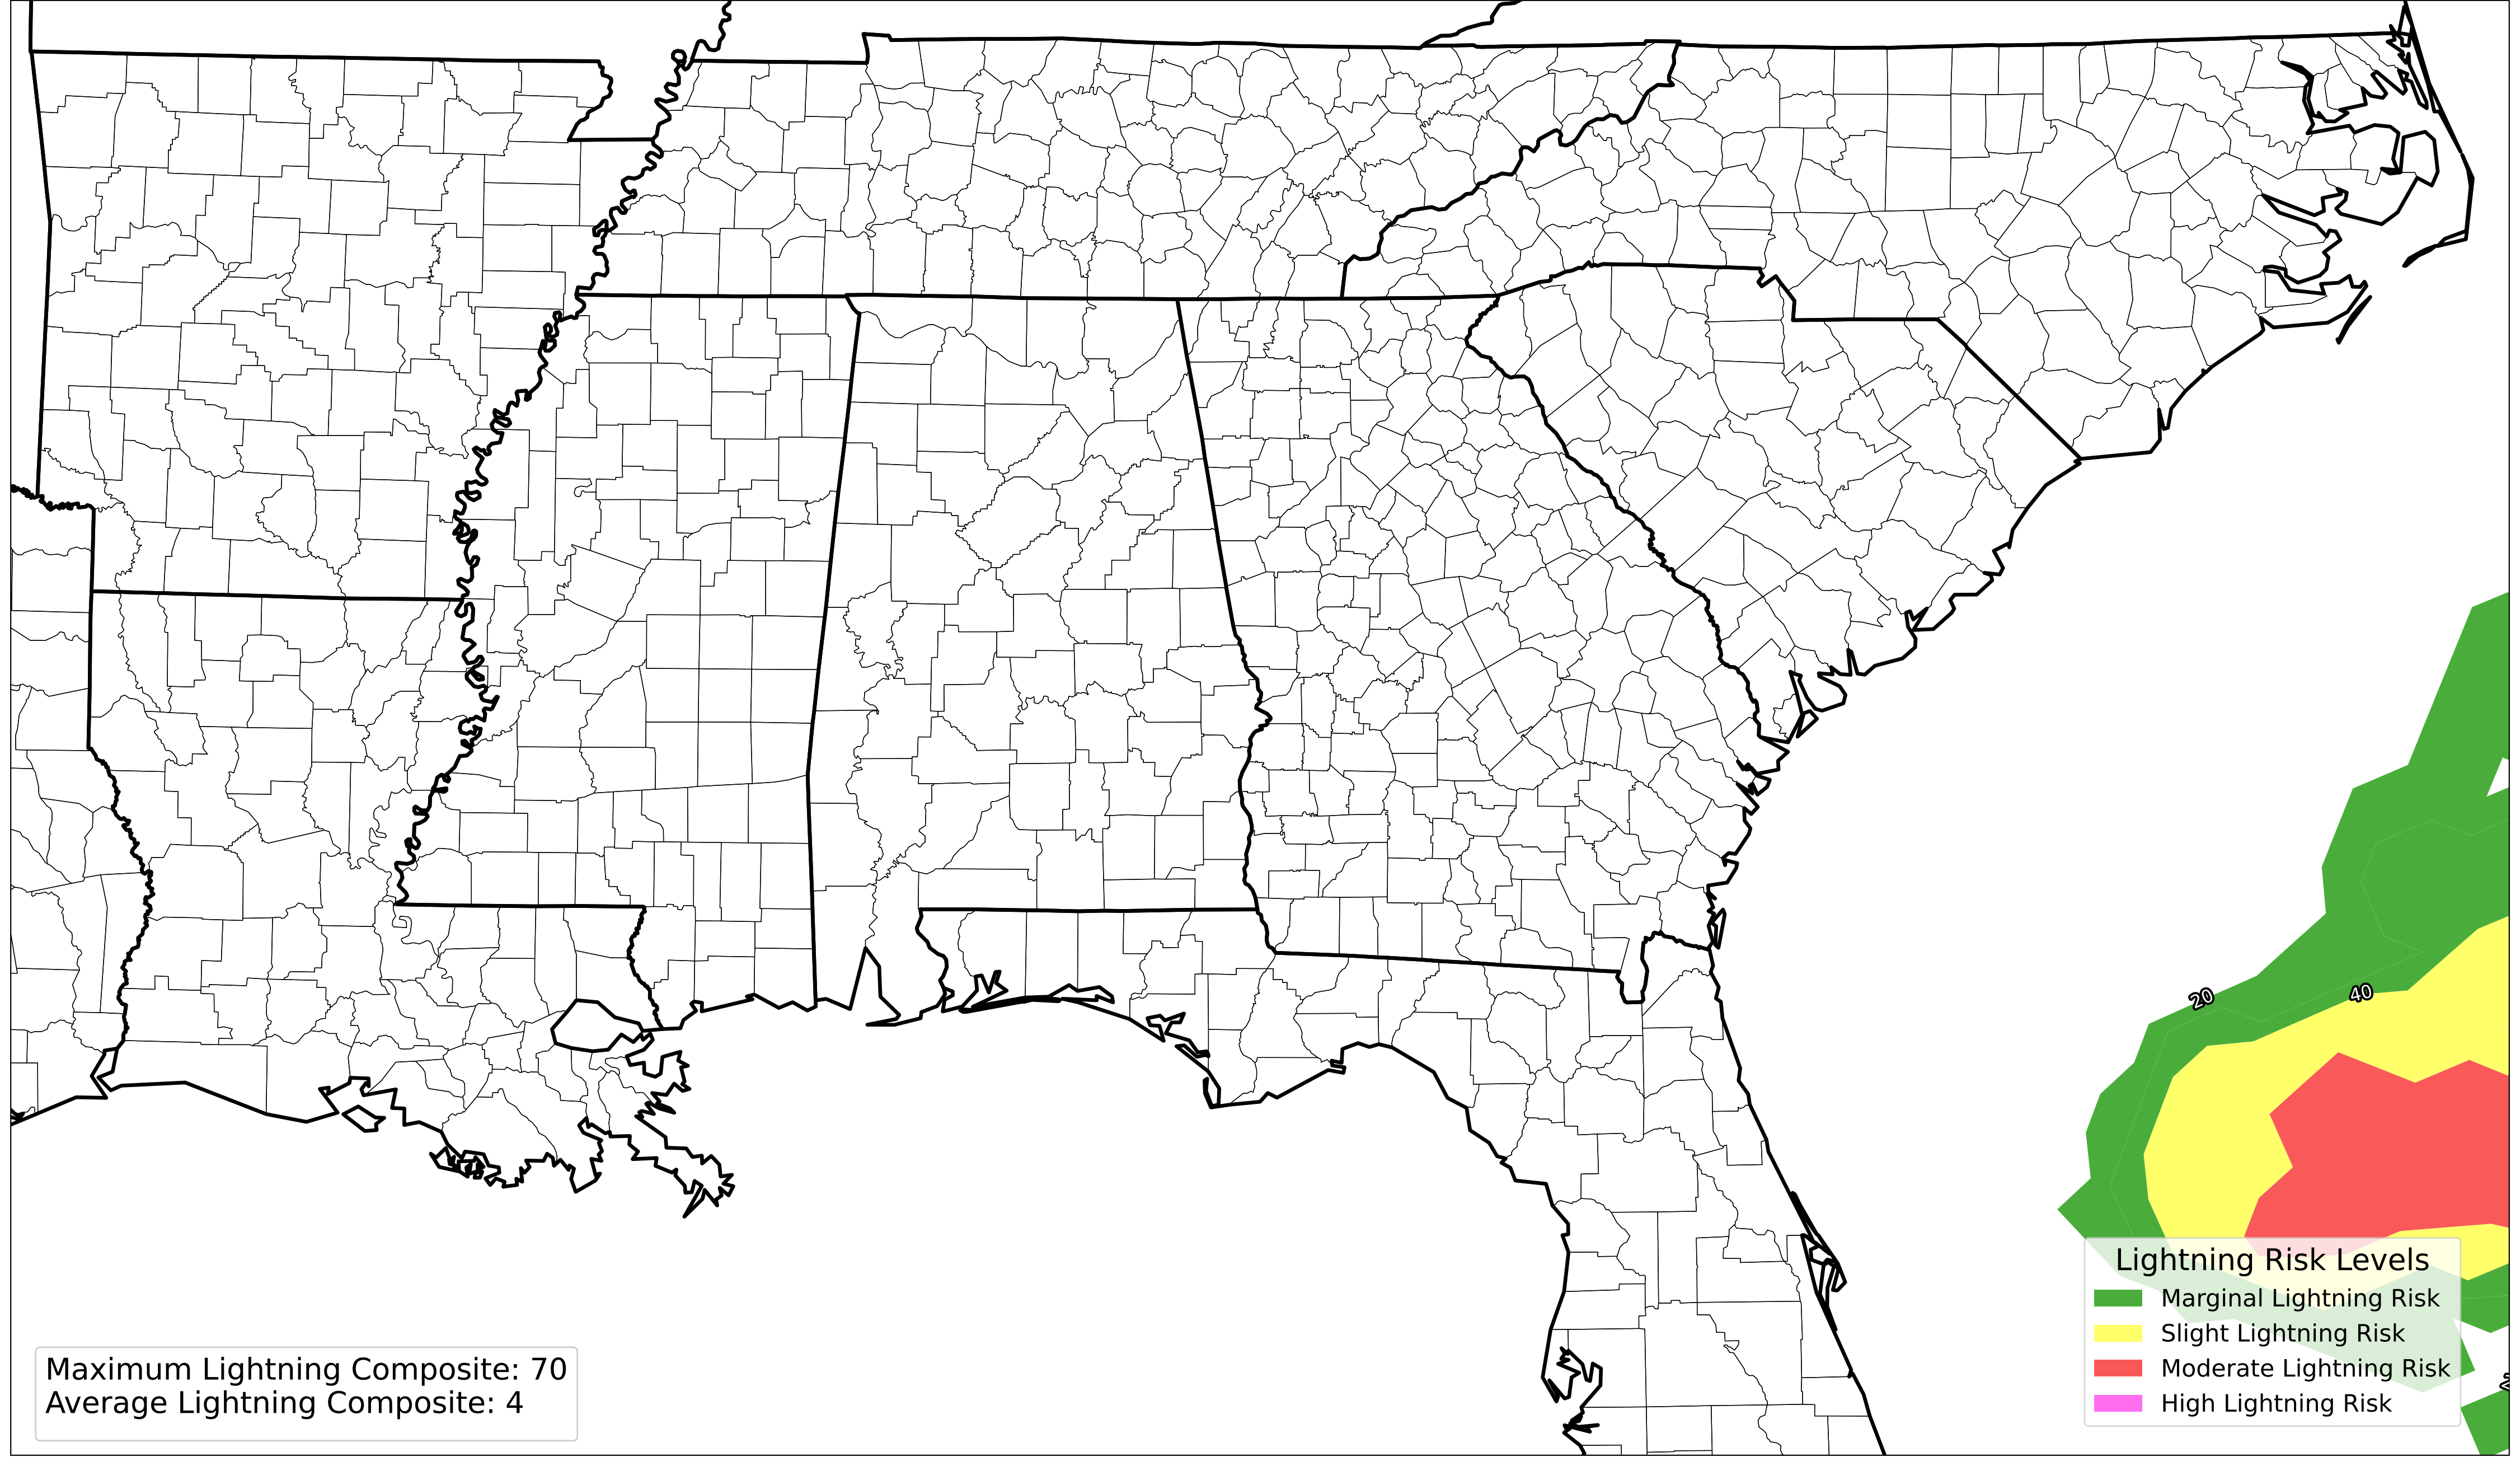 20
40
Lightning Risk Levels
Marginal Lightning Risk
Slight Lightning Risk
Moderate Lightning Risk
High Lightning Risk
Maximum Lightning Composite: 70
Average Lightning Composite: 4